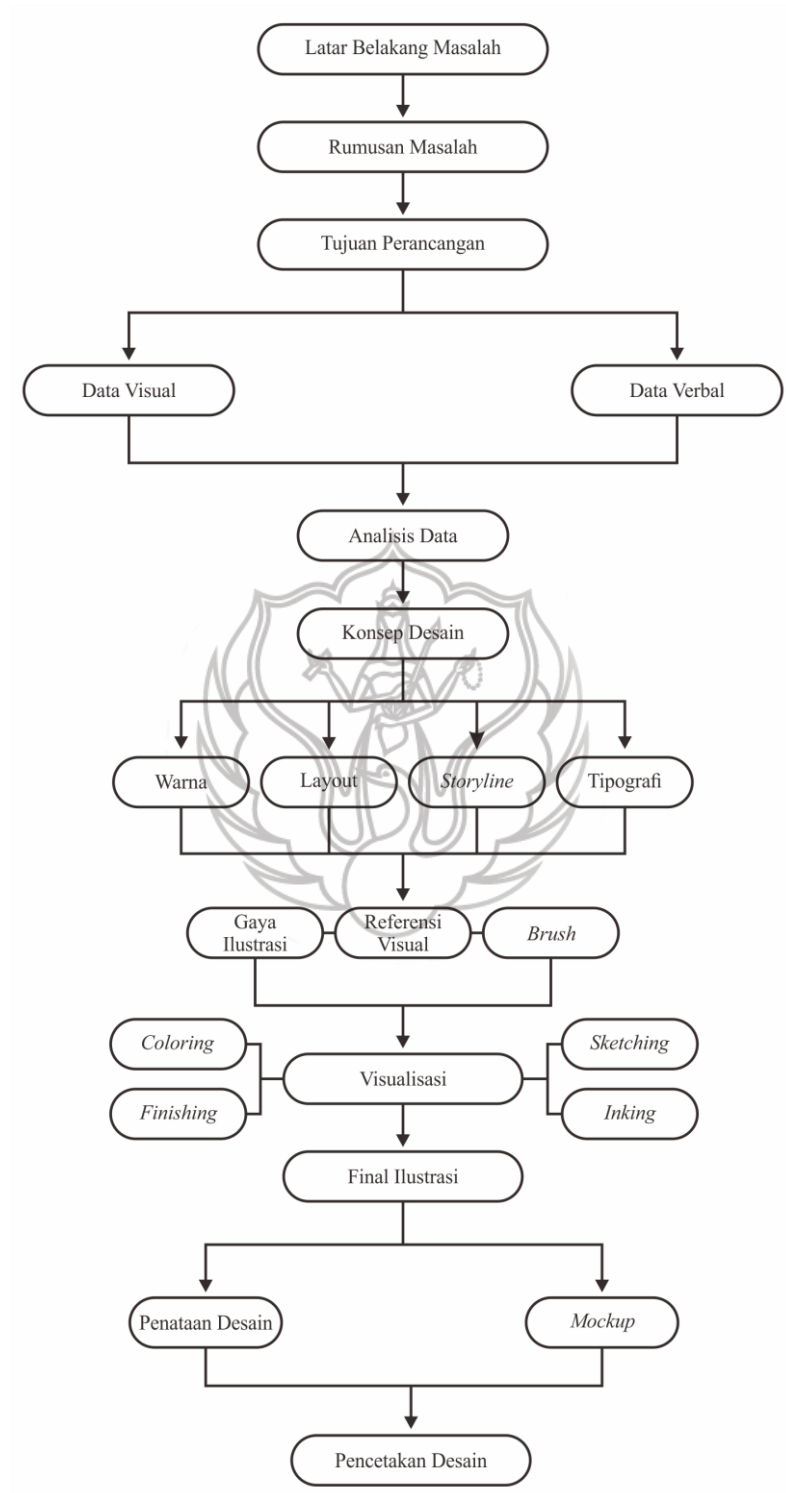 Latar Belakang Masalah
Rumusan Masalah
Tujuan Perancangan
Data Visual
Data Verbal
Analisis Data
Konsep Desain
Warna
Layout
Storyline
Tipografi
Gaya
Ilustrasi
Referensi
Visual
Brush
Coloring
Sketching
Visualisasi
Finishing
Inking
Final Ilustrasi
Penataan Desain
Mockup
Pencetakan Desain